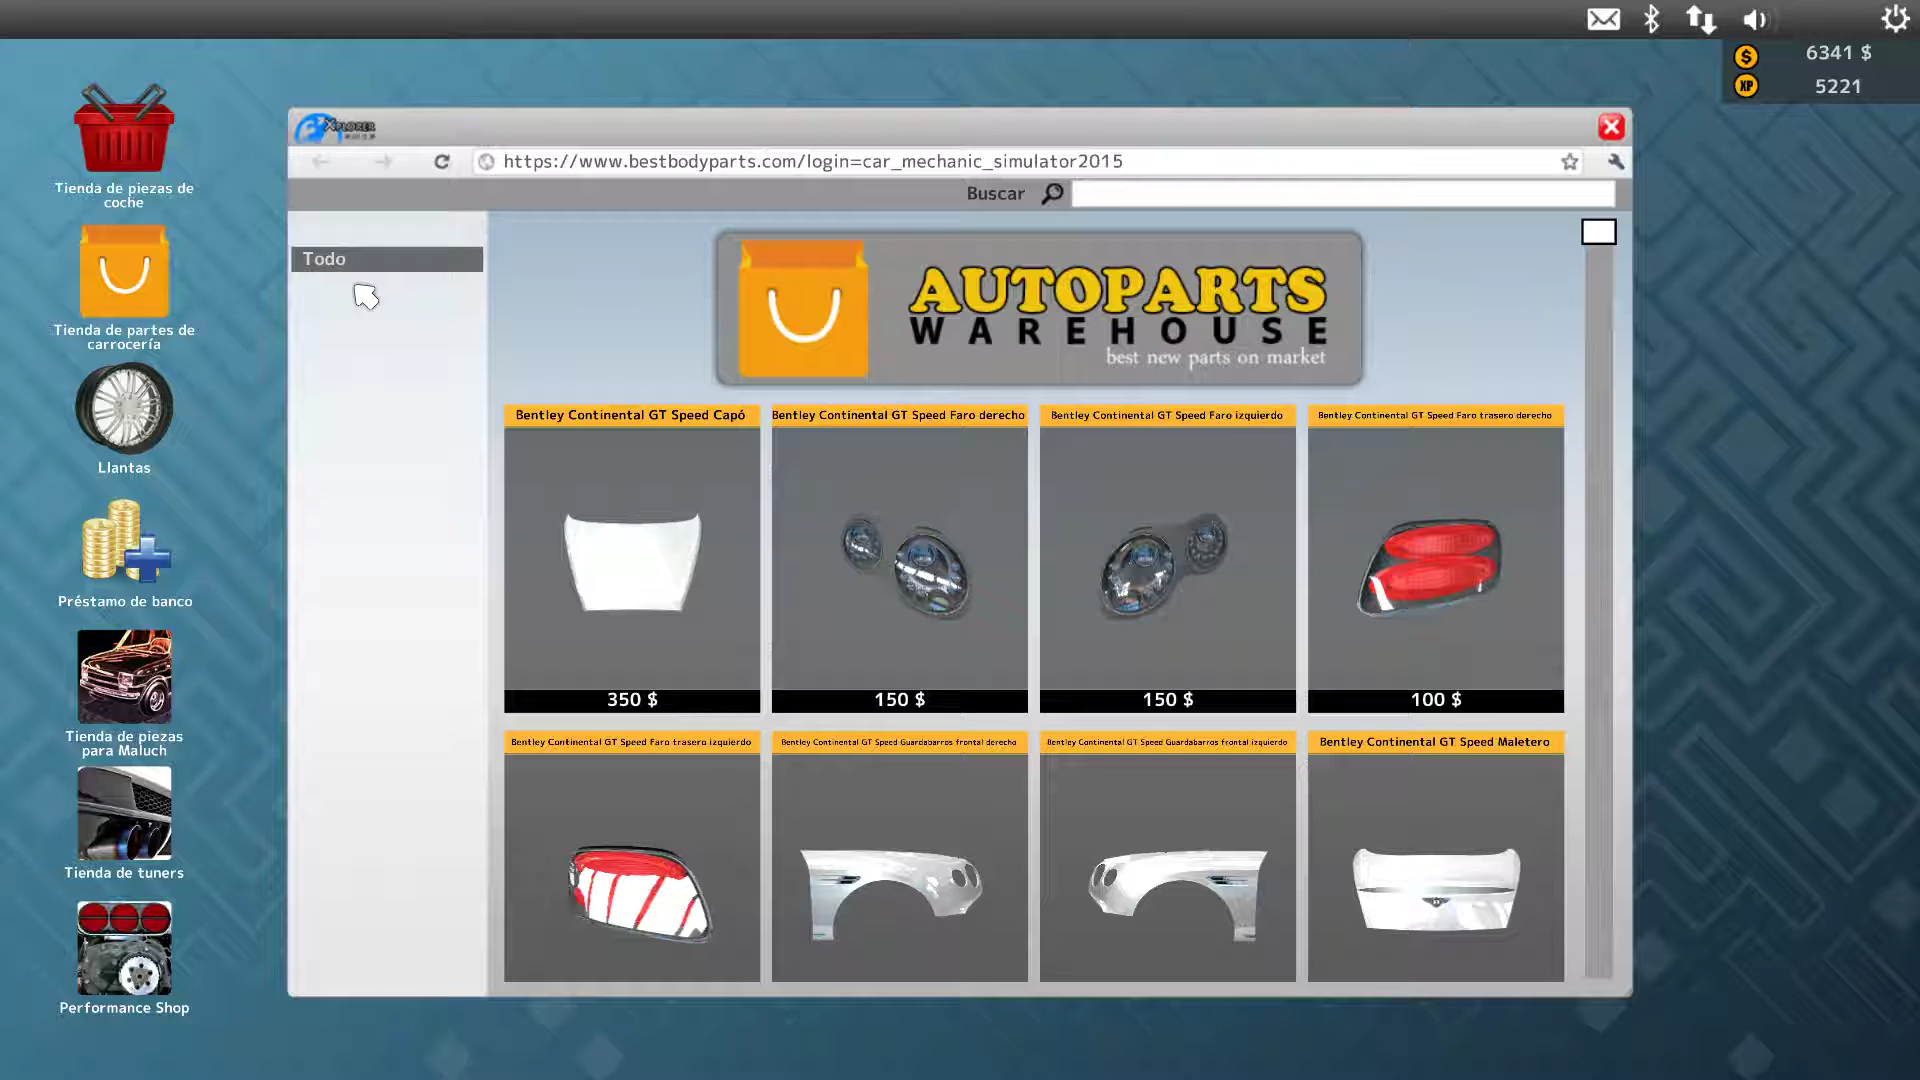 6341 $
XP
5221
Tienda de piezas de
coche
Tienda de partes de
carrocería
Llantas
Préstamo de banco
Tienda de piezas
para Maluch
Tienda de tuners
Performance Shop
XPLORER
https://www.bestbodyparts.com/login=car_mechanic_simulator2015
Buscar
Todo
AUTOPARTS
WAREHOUSE
best new parts on market
Bentley Continental GT Speed Capó
350 $
Bentley Continental GT Speed Faro derecho
150 $
Bentley Continental GT Speed Faro izquierdo
150 $
Bentley Continental GT Speed Faro trasero derecho
100 $
Bentley Continental GT Speed Faro trasero izquierdo
Bentley Continental GT Speed Guardabarros frontal derecho
Bentley Continental GT Speed Guardabarros frontal izquierdo
Bentley Continental GT Speed Maletero